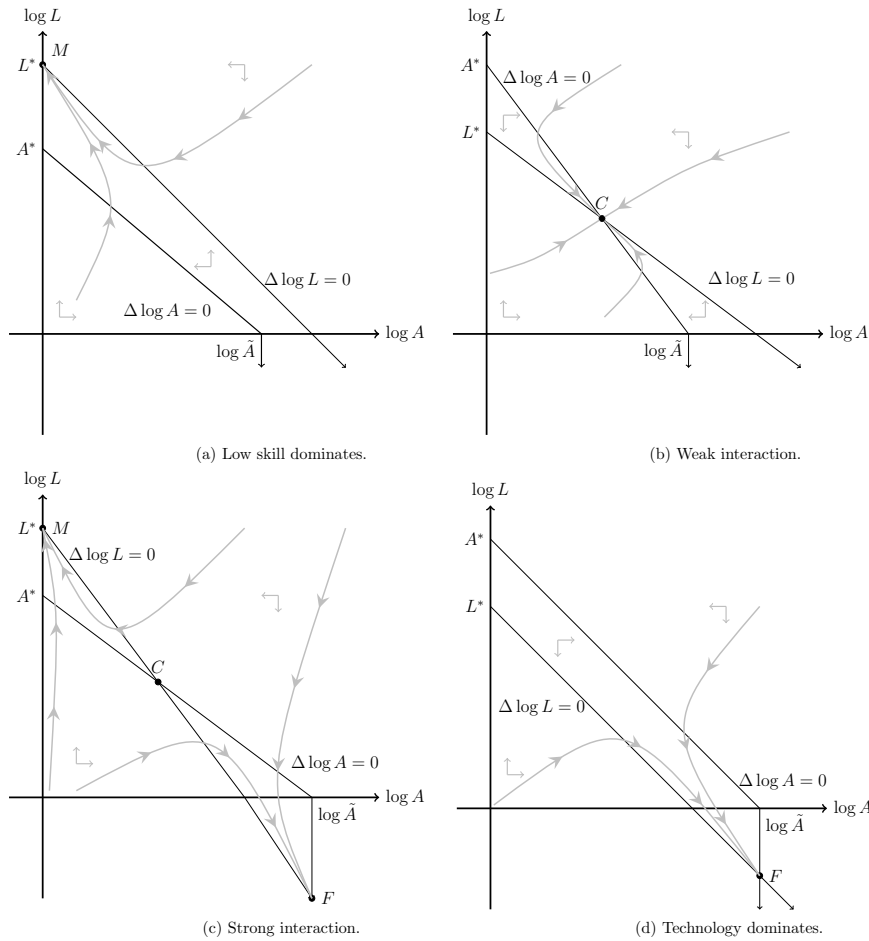 log L
M
L*
A*
Δ log L = 0
Δ log A = 0
log A
log Ã
(a) Low skill dominates.
log L
A*
Δ log A = 0
L*
C
Δ log L = 0
log A
log Ã
(b) Weak interaction.
log L
L*
M
Δ log L = 0
A*
C
Δ log A = 0
log A
log Ã
F
(c) Strong interaction.
log L
A*
L*
Δ log L = 0
Δ log A = 0
log A
log Ã
F
(d) Technology dominates.